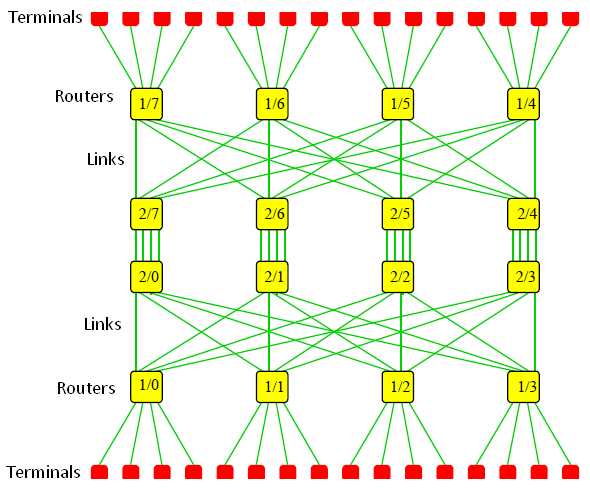 Terminals
Routers 1/7 1/6 1/5 1/4
Links
2/7 2/6 2/5 2/4
2/0 2/1 2/2 2/3
Links
Routers 1/0 1/1 1/2 1/3
Terminals